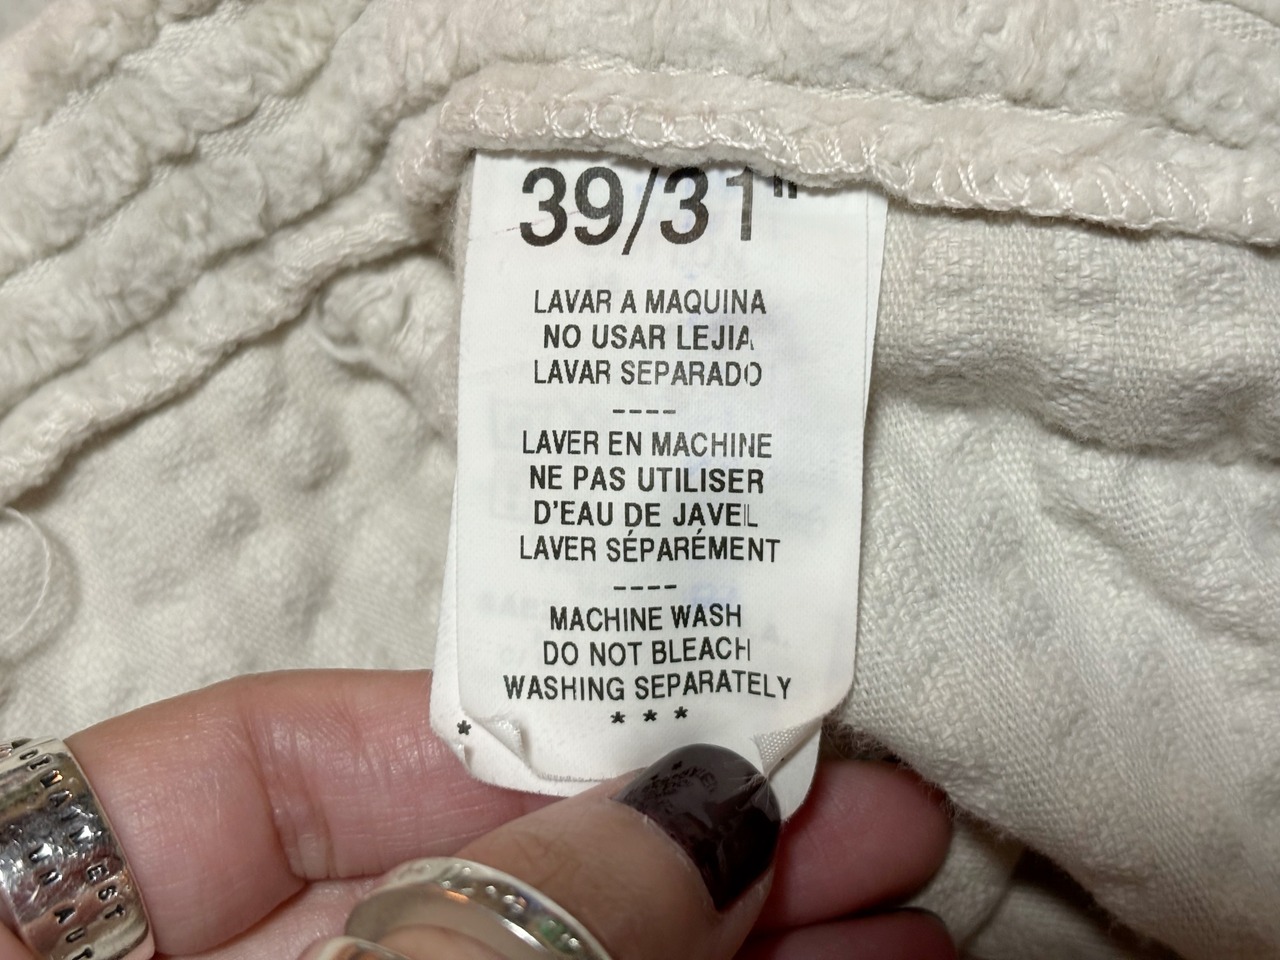 39/31"
LAVAR A MAQUINA
NO USAR LEJIA
LAVAR SEPARADO
----
LAVER EN MACHINE
NE PAS UTILISER
D'EAU DE JAVEL
LAVER SÉPARÉMENT
----
MACHINE WASH
DO NOT BLEACH
WASHING SEPARATELY
* * *
*